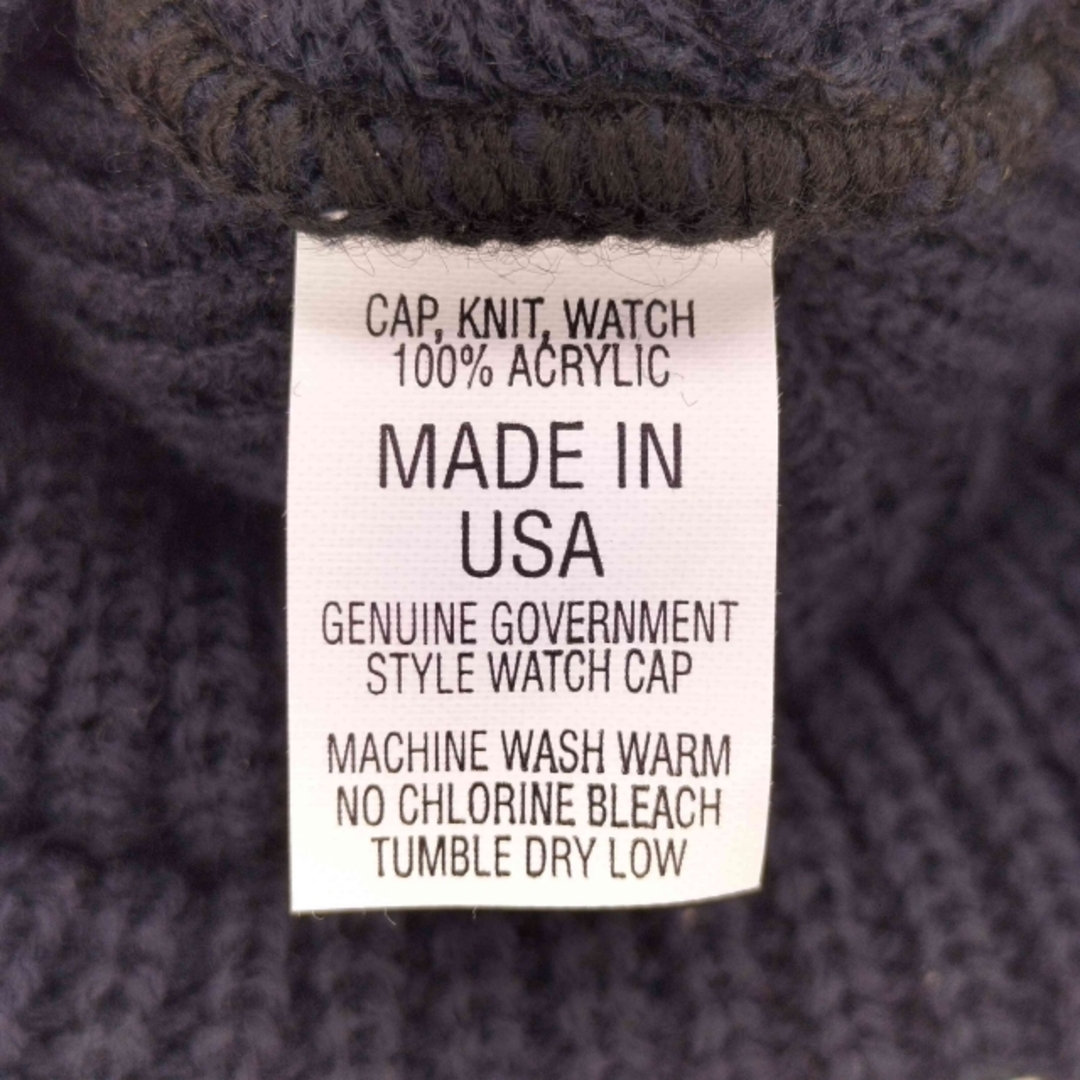 CAP, KNIT, WATCH
100% ACRYLIC
MADE IN
USA
GENUINE GOVERNMENT
STYLE WATCH CAP
MACHINE WASH WARM
NO CHLORINE BLEACH
TUMBLE DRY LOW